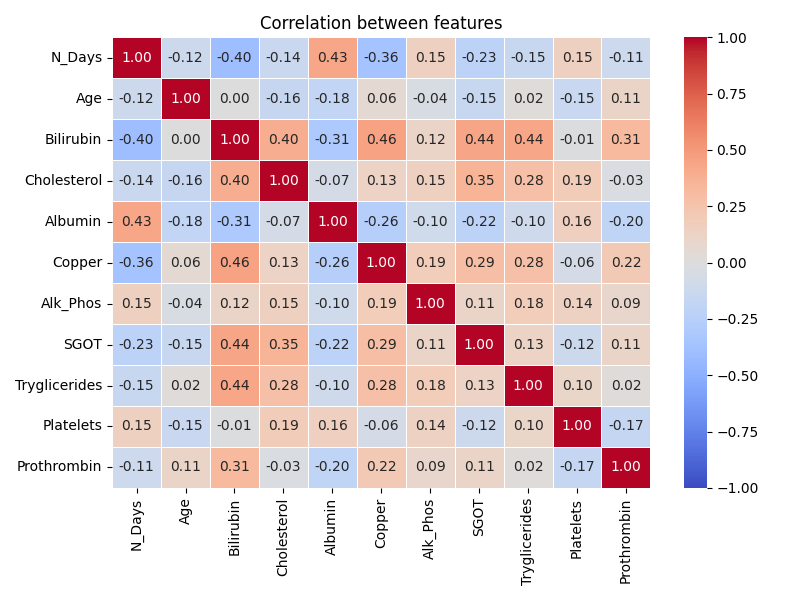 Correlation between features
N_Days 1.00 -0.12 -0.40 -0.14 0.43 -0.36 0.15 -0.23 -0.15 0.15 -0.11
Age -0.12 1.00 0.00 -0.16 -0.18 0.06 -0.04 -0.15 0.02 -0.15 0.11
Bilirubin -0.40 0.00 1.00 0.40 -0.31 0.46 0.12 0.44 0.44 -0.01 0.31
Cholesterol -0.14 -0.16 0.40 1.00 -0.07 0.13 0.15 0.35 0.28 0.19 -0.03
Albumin 0.43 -0.18 -0.31 -0.07 1.00 -0.26 -0.10 -0.22 -0.10 0.16 -0.20
Copper -0.36 0.06 0.46 0.13 -0.26 1.00 0.19 0.29 0.28 -0.06 0.22
Alk_Phos 0.15 -0.04 0.12 0.15 -0.10 0.19 1.00 0.11 0.18 0.14 0.09
SGOT -0.23 -0.15 0.44 0.35 -0.22 0.29 0.11 1.00 0.13 -0.12 0.11
Tryglicerides -0.15 0.02 0.44 0.28 -0.10 0.28 0.18 0.13 1.00 0.10 0.02
Platelets 0.15 -0.15 -0.01 0.19 0.16 -0.06 0.14 -0.12 0.10 1.00 -0.17
Prothrombin -0.11 0.11 0.31 -0.03 -0.20 0.22 0.09 0.11 0.02 -0.17 1.00
N_Days
Age
Bilirubin
Cholesterol
Albumin
Copper
Alk_Phos
SGOT
Tryglicerides
Platelets
Prothrombin
1.00
0.75
0.50
0.25
0.00
−0.25
−0.50
−0.75
−1.00